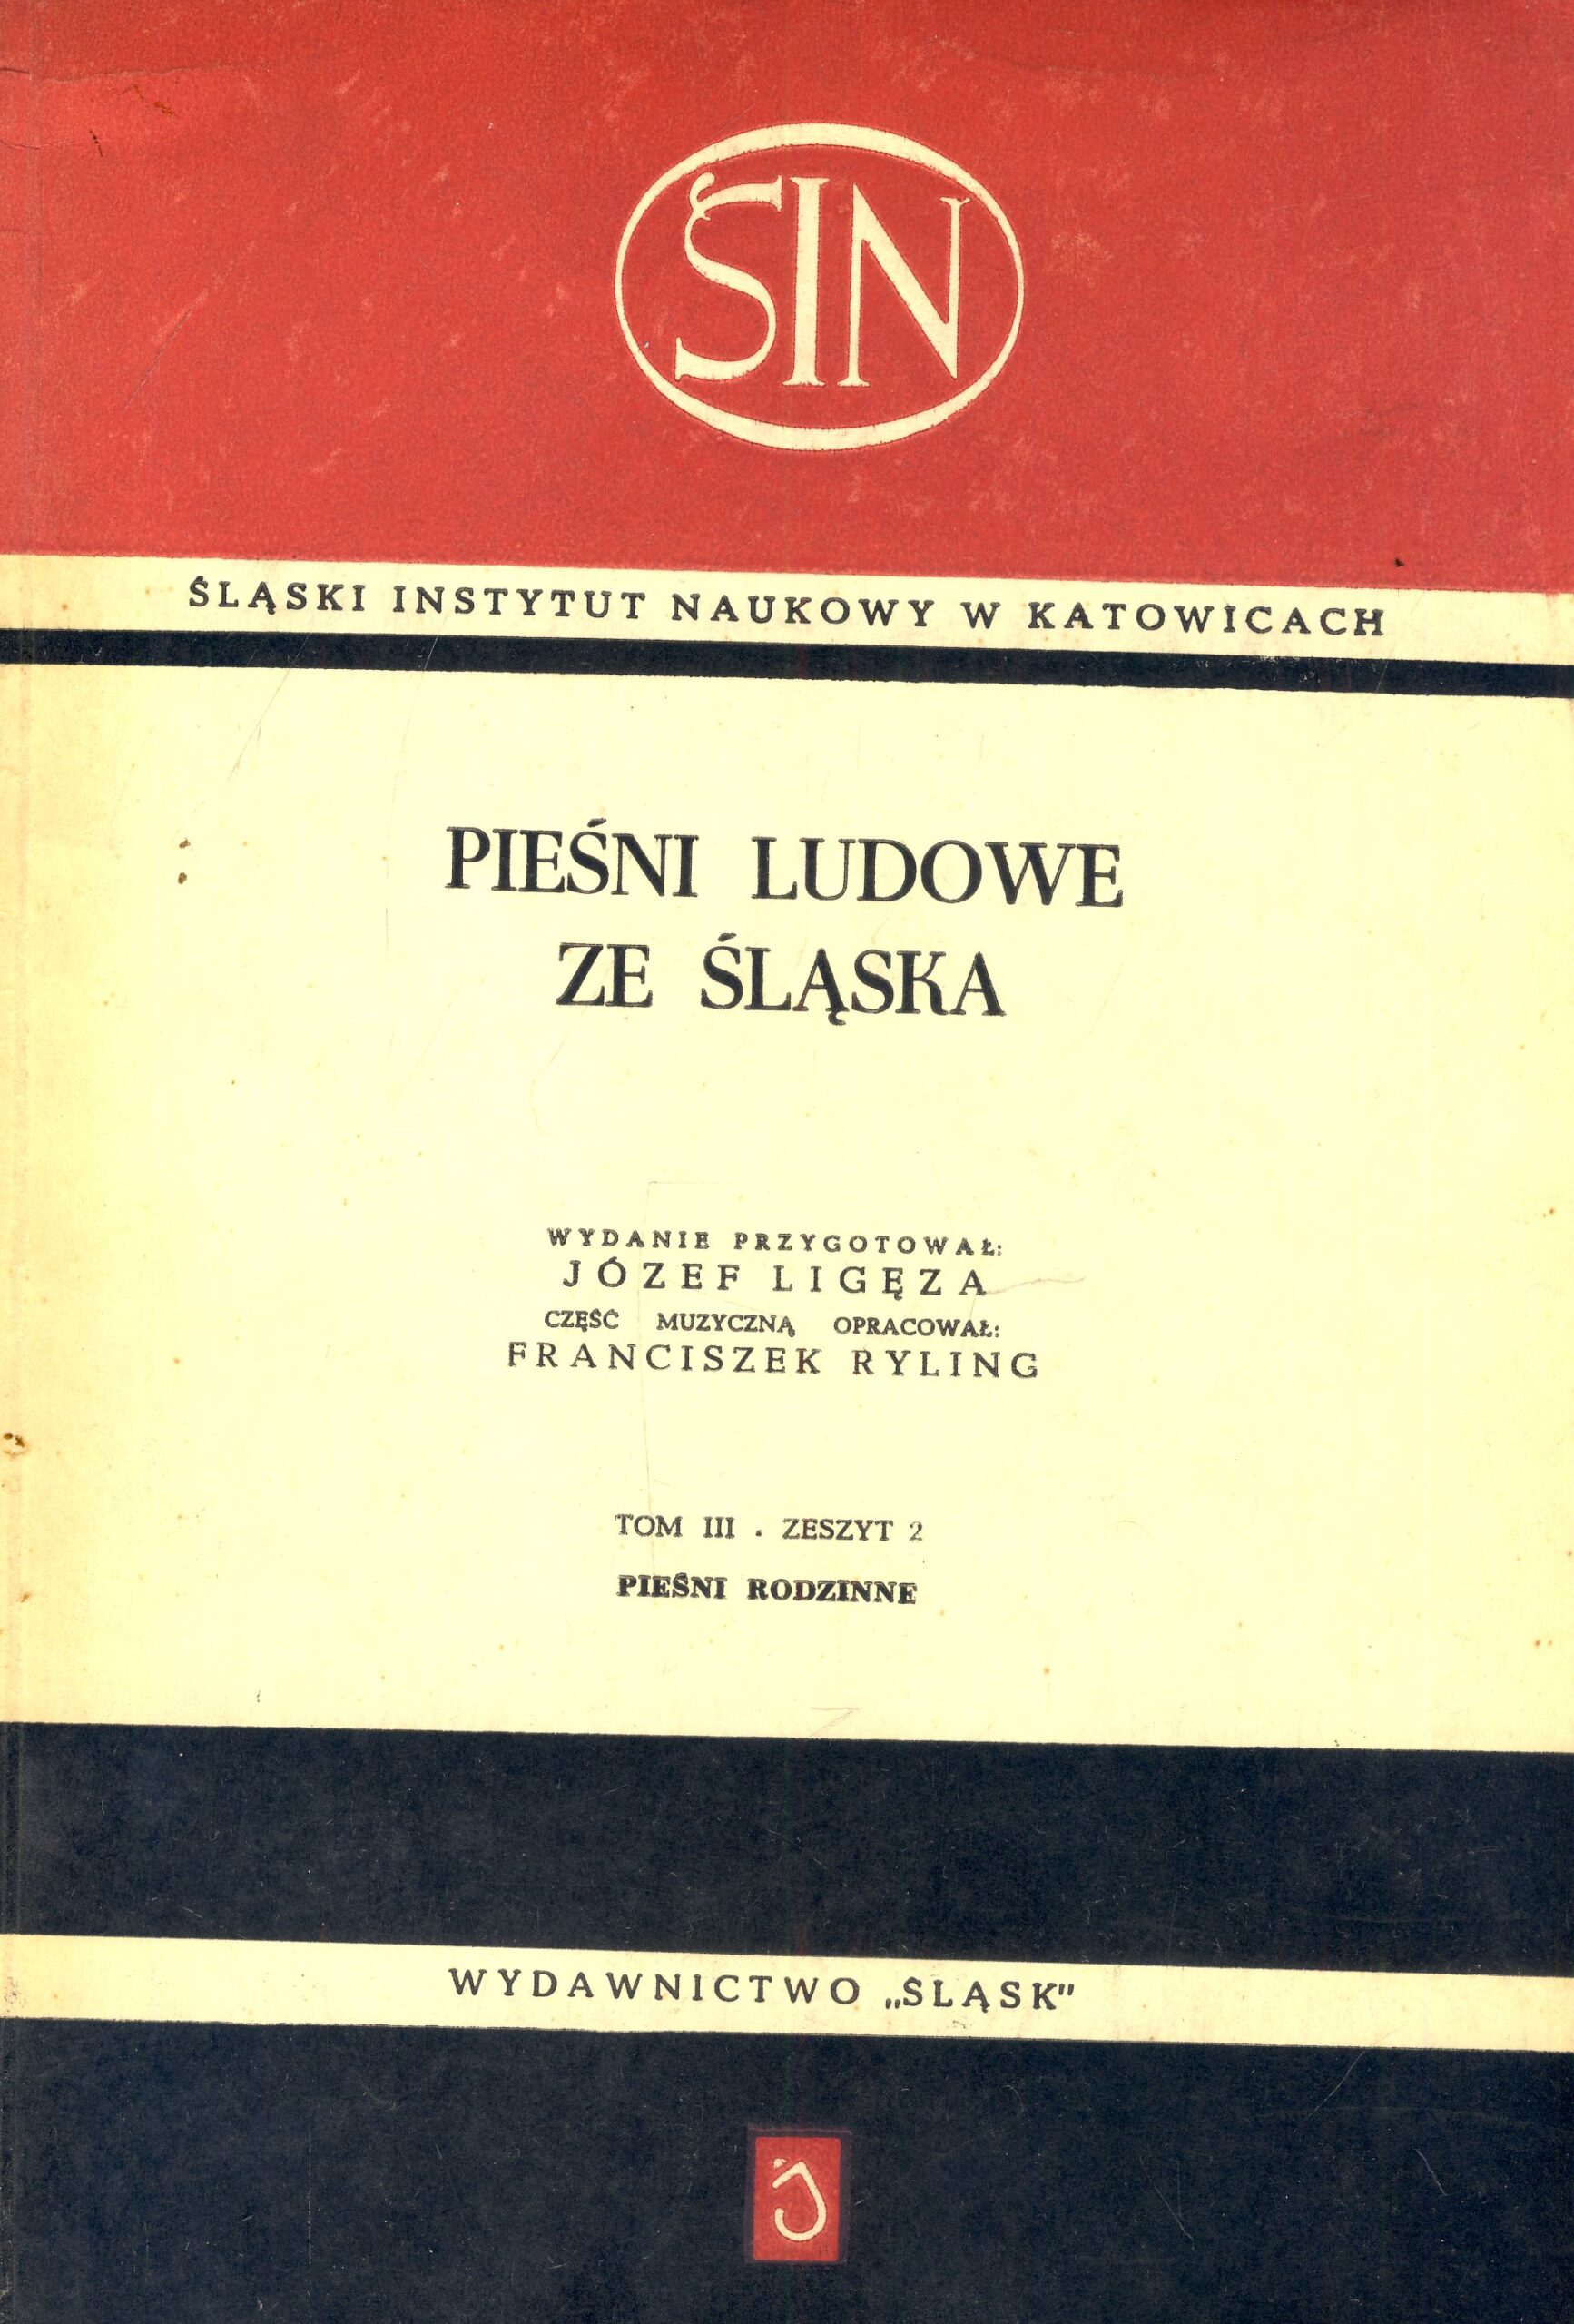 ŚIN
ŚLĄSKI INSTYTUT NAUKOWY W KATOWICACH
PIEŚNI LUDOWE
ZE ŚLĄSKA
WYDANIE PRZYGOTOWAŁ:
JÓZEF LIGĘZA
CZĘŚĆ MUZYCZNĄ OPRACOWAŁ:
FRANCISZEK RYLING
TOM III . ZESZYT 2
PIEŚNI RODZINNE
WYDAWNICTWO „ŚLĄSK”